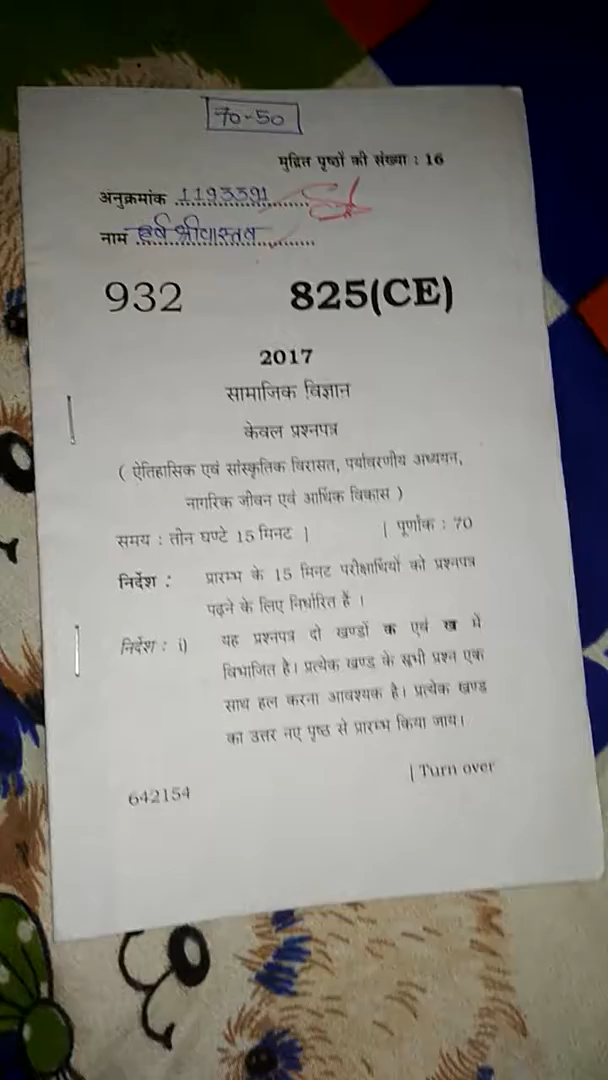 70-50
मुद्रित पृष्ठों की संख्या : 16
अनुक्रमांक 1193391
नाम हर्ष श्रीवास्तव
932 825(CE)
2017
सामाजिक विज्ञान
केवल प्रश्नपत्र
( ऐतिहासिक एवं सांस्कृतिक विरासत, पर्यावरणीय अध्ययन,
नागरिक जीवन एवं आर्थिक विकास )
समय : तीन घण्टे 15 मिनट ] [ पूर्णांक : 70
निर्देश : प्रारम्भ के 15 मिनट परीक्षार्थियों को प्रश्नपत्र
पढ़ने के लिए निर्धारित हैं ।
निर्देश : i) यह प्रश्नपत्र दो खण्डों क एवं ख में
विभाजित है। प्रत्येक खण्ड के सभी प्रश्न एक
साथ हल करना आवश्यक है। प्रत्येक खण्ड
का उत्तर नए पृष्ठ से प्रारम्भ किया जाय।
642154 [ Turn over